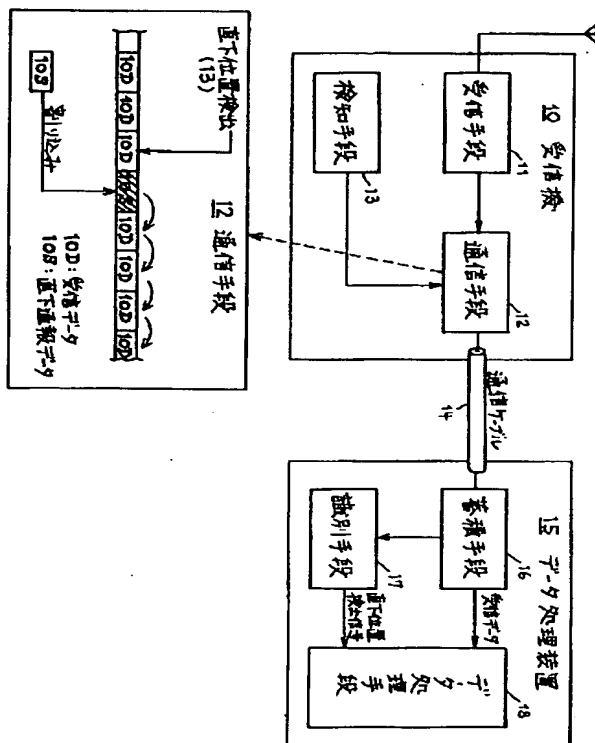 10 受信機
受信手段
11
検知手段
13
通信手段
12
通信ケーブル
14
15 データ処理装置
蓄積手段
16
識別手段
17
受信データ
直下位置
検出信号
データ処理手段
18
12 通信手段
直下位置検出
(13)
10D 10D 10D 10B 10D 10D 10D 10D
10B
割り込み
10D:受信データ
10B:直下通報データ